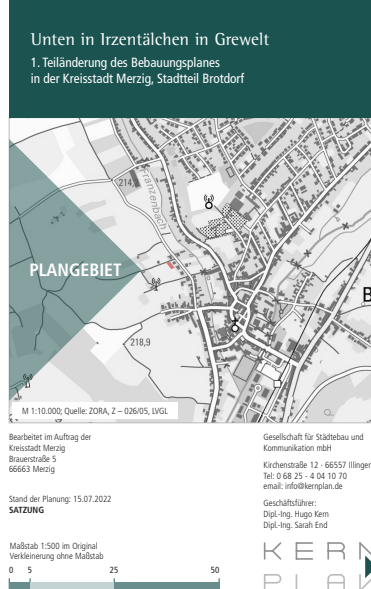 Unten in Irzentälchen in Grewelt
1. Teiländerung des Bebauungsplanes
in der Kreisstadt Merzig, Stadtteil Brotdorf
214,
Franzenbach
PLANGEBIET
B
218,9
M 1:10.000; Quelle: ZORA, Z – 026/05, LVGL
Bearbeitet im Auftrag der
Kreisstadt Merzig
Brauerstraße 5
66663 Merzig
Stand der Planung: 15.07.2022
SATZUNG
Maßstab 1:500 im Original
Verkleinerung ohne Maßstab
0 5 25 50
Gesellschaft für Städtebau und
Kommunikation mbH
Kirchenstraße 12 · 66557 Illingen
Tel: 0 68 25 - 4 04 10 70
email: info@kernplan.de
Geschäftsführer:
Dipl.-Ing. Hugo Kern
Dipl.-Ing. Sarah End
KERN
PLAN